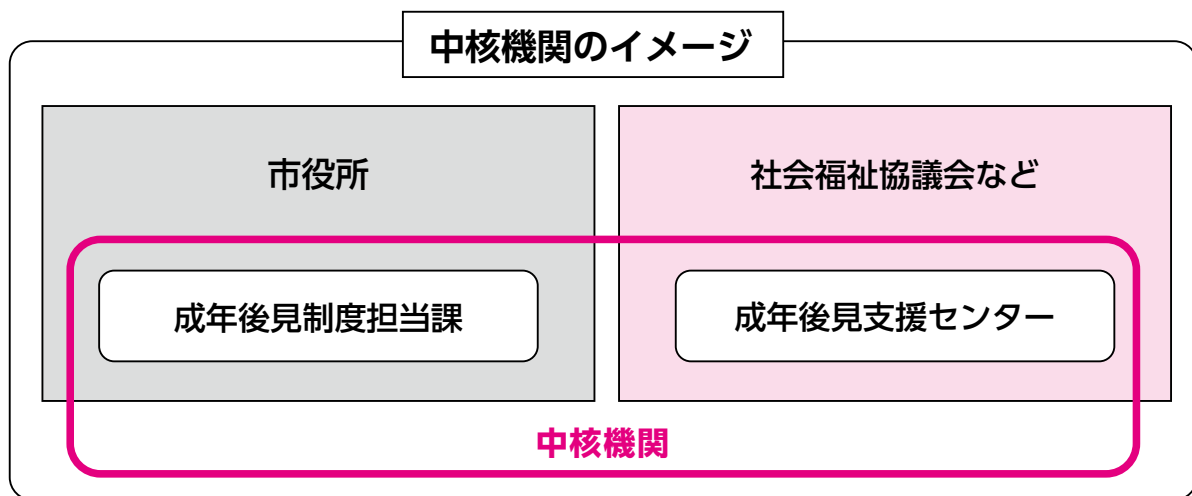 中核機関のイメージ
市役所
社会福祉協議会など
成年後見制度担当課
成年後見支援センター
中核機関